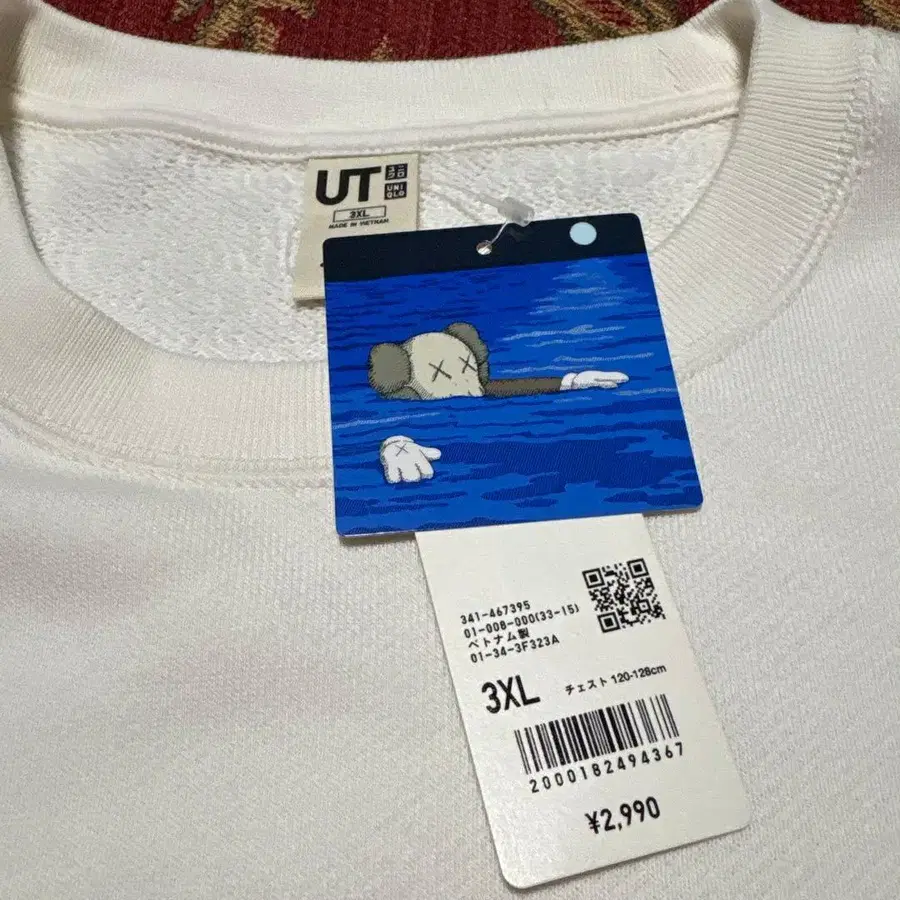 UT
UNI
QLO
3XL
MADE IN VIETNAM
341-467395
01-008-000(33-15)
ベトナム製
01-34-3F323A
3XL チェスト 120-128cm
2000182494367
¥2,990